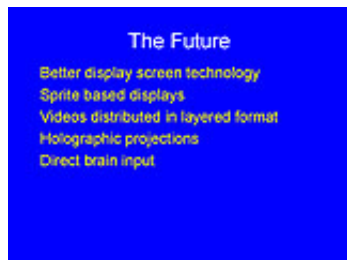 The Future
Better display screen technology
Sprite based displays
Videos distributed in layered format
Holographic projections
Direct brain input